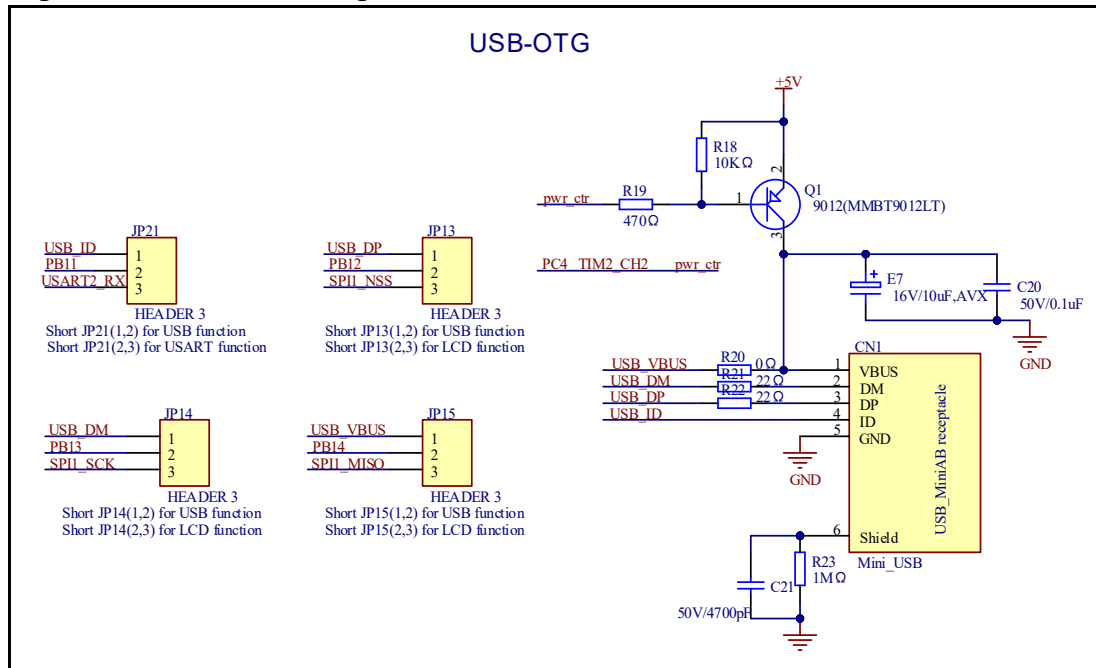 USB-OTG
+5V
R18
10KΩ
2
Q1
9012(MMBT9012LT)
1
3
pwr_ctr
R19
470Ω
PC4 TIM2_CH2 pwr_ctr
E7
16V/10uF,AVX
C20
50V/0.1uF
GND
JP21
USB_ID 1
PB11 2
USART2_RX 3
HEADER 3
Short JP21(1,2) for USB function
Short JP21(2,3) for USART function
JP13
USB_DP 1
PB12 2
SPI1_NSS 3
HEADER 3
Short JP13(1,2) for USB function
Short JP13(2,3) for LCD function
JP14
USB_DM 1
PB13 2
SPI1_SCK 3
HEADER 3
Short JP14(1,2) for USB function
Short JP14(2,3) for LCD function
JP15
USB_VBUS 1
PB14 2
SPI1_MISO 3
HEADER 3
Short JP15(1,2) for USB function
Short JP15(2,3) for LCD function
CN1
USB_VBUS R20 0Ω 1 VBUS
USB_DM R21 22Ω 2 DM
USB_DP R22 22Ω 3 DP
USB_ID 4 ID
5 GND
GND
USB_MiniAB receptacle
6 Shield
Mini_USB
R23
1MΩ
C21
50V/4700pF